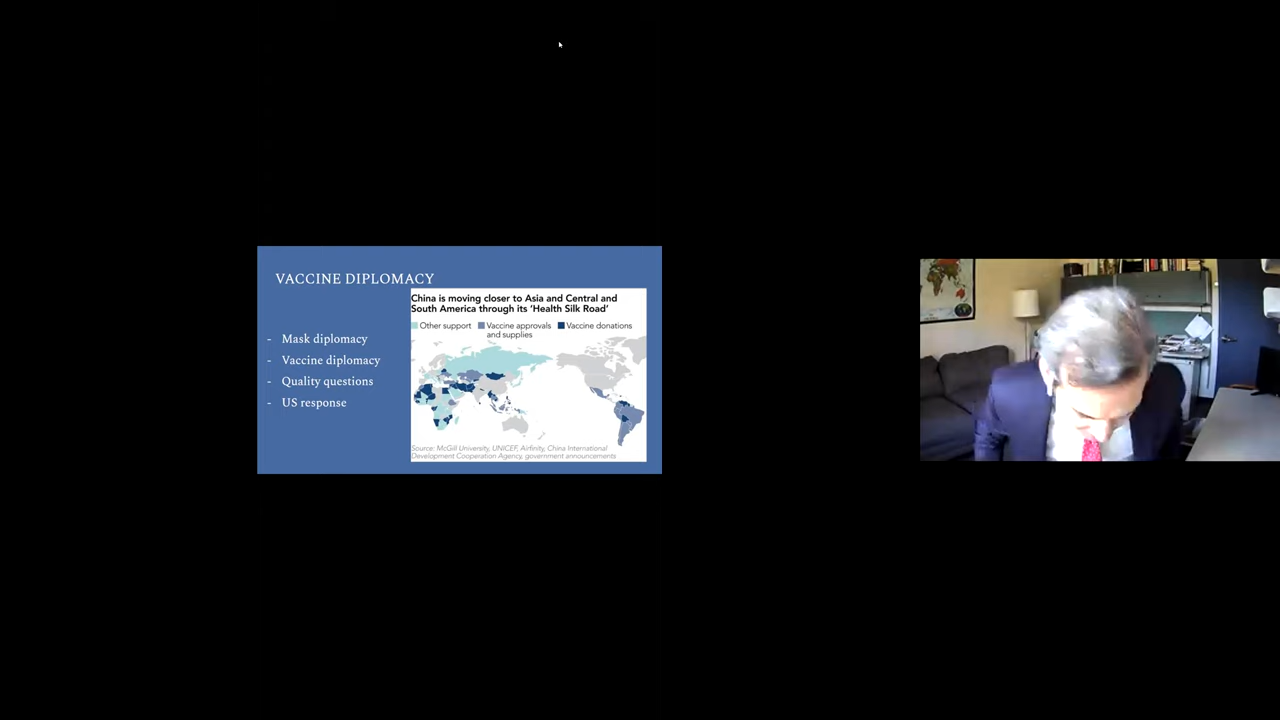 VACCINE DIPLOMACY
- Mask diplomacy
- Vaccine diplomacy
- Quality questions
- US response
China is moving closer to Asia and Central and
South America through its ‘Health Silk Road’
Other support
Vaccine approvals
and supplies
Vaccine donations
Source: McGill University, UNICEF, Airfinity, China International
Development Cooperation Agency, government announcements